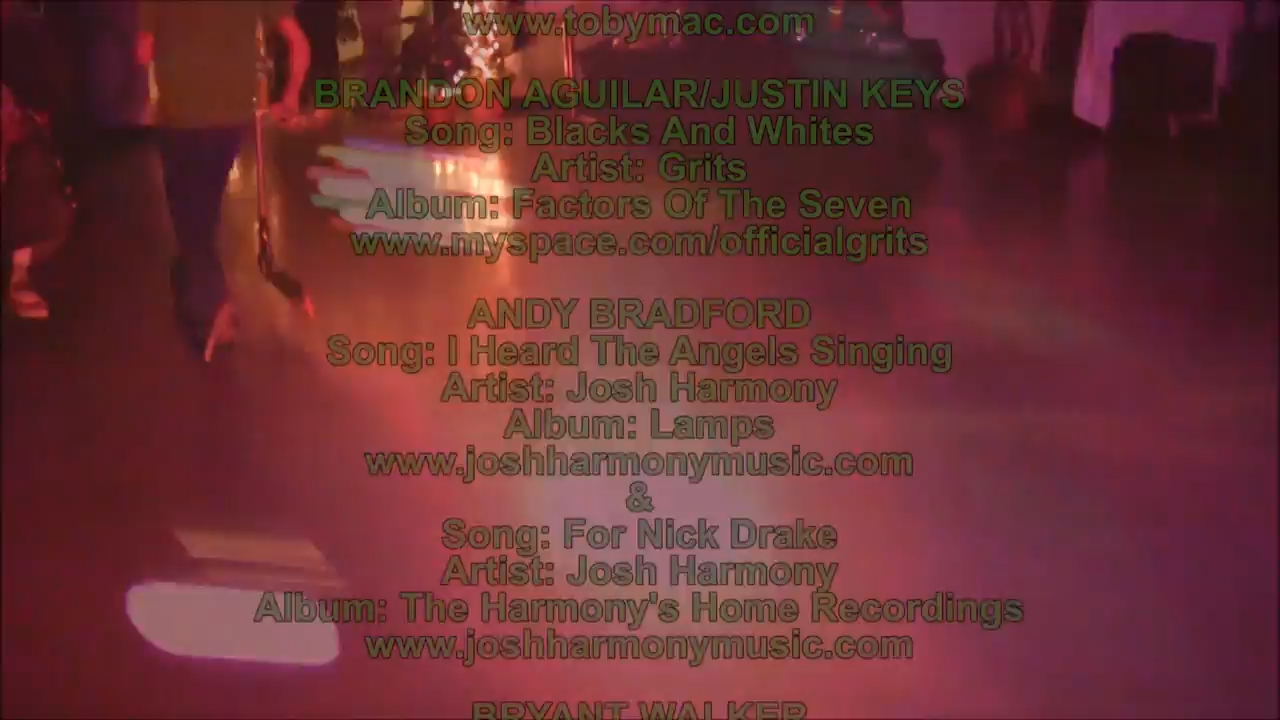 www.tobymac.com
BRANDON AGUILAR/JUSTIN KEYS
Song: Blacks And Whites
Artist: Grits
Album: Factors Of The Seven
www.myspace.com/officialgrits
ANDY BRADFORD
Song: I Heard The Angels Singing
Artist: Josh Harmony
Album: Lamps
www.joshharmonymusic.com
&
Song: For Nick Drake
Artist: Josh Harmony
Album: The Harmony's Home Recordings
www.joshharmonymusic.com
BRYANT WALKER